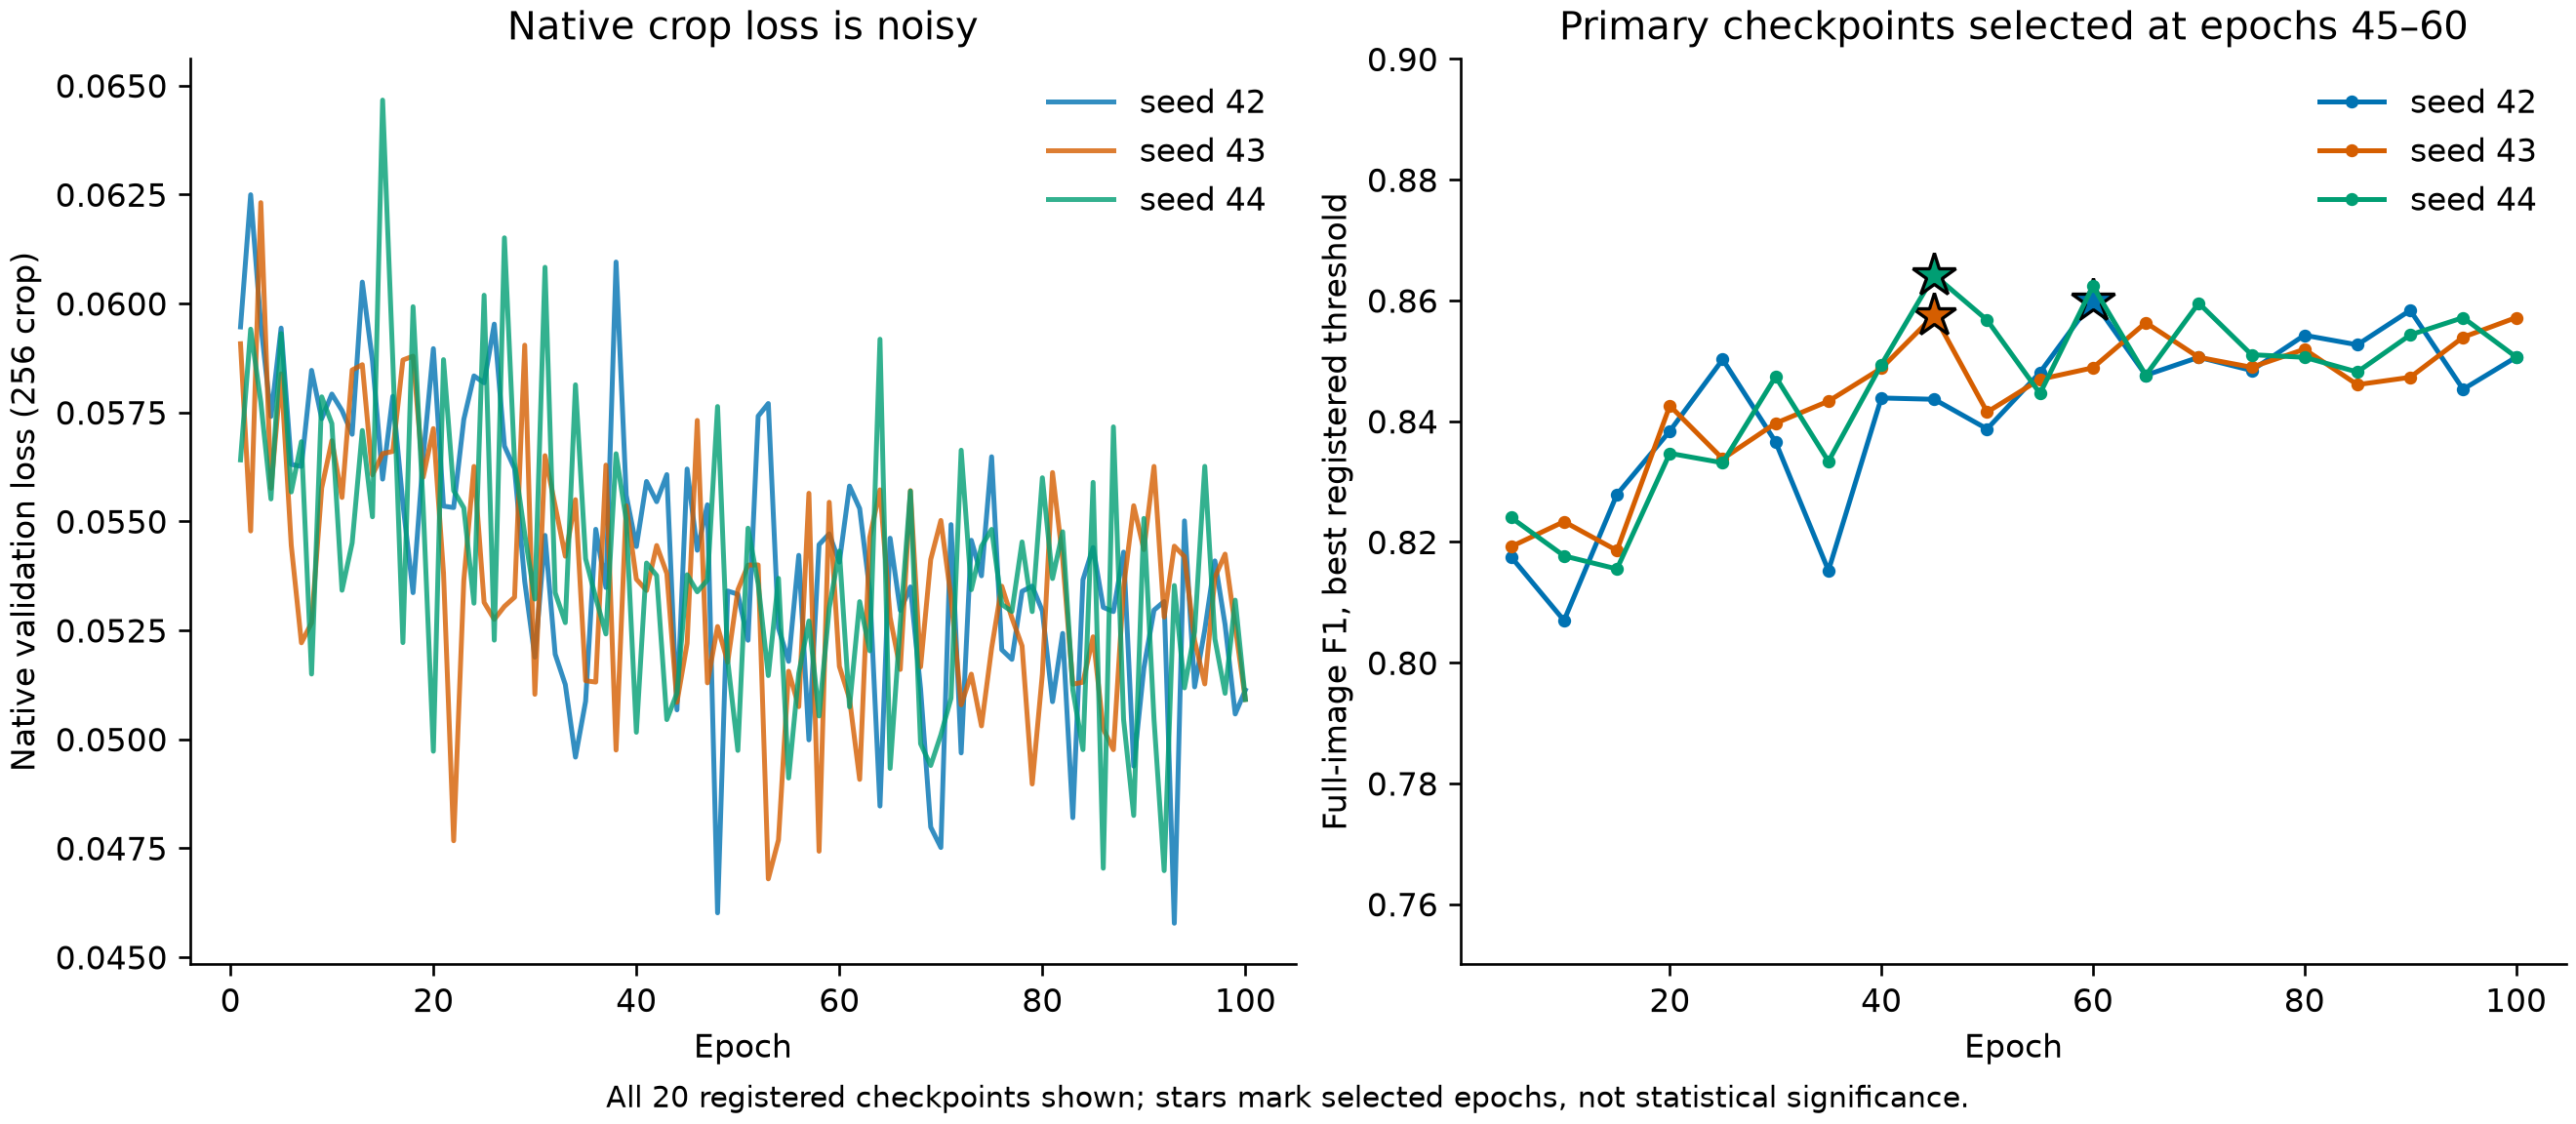 Native crop loss is noisy
Native validation loss (256 crop)
0.0650
0.0625
0.0600
0.0575
0.0550
0.0525
0.0500
0.0475
0.0450
seed 42
seed 43
seed 44
0
20
40
60
80
100
Epoch
Primary checkpoints selected at epochs 45–60
Full-image F1, best registered threshold
0.90
0.88
0.86
0.84
0.82
0.80
0.78
0.76
seed 42
seed 43
seed 44
20
40
60
80
100
Epoch
All 20 registered checkpoints shown; stars mark selected epochs, not statistical significance.